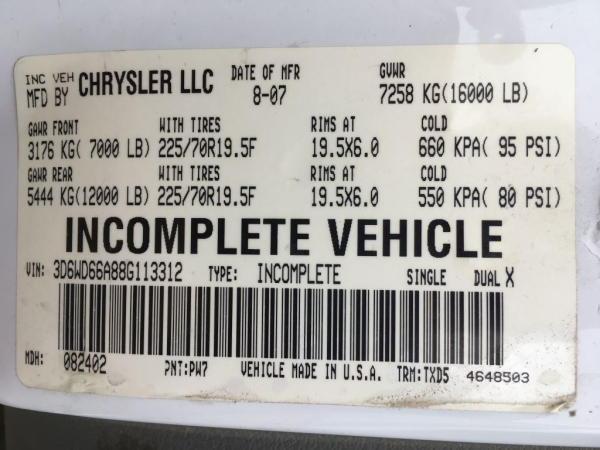 INC VEH MFD BY CHRYSLER LLC DATE OF MFR 8-07 GVWR 7258 KG(16000 LB)
GAWR FRONT WITH TIRES RIMS AT COLD
3176 KG( 7000 LB) 225/70R19.5F 19.5X6.0 660 KPA( 95 PSI)
GAWR REAR WITH TIRES RIMS AT COLD
5444 KG(12000 LB) 225/70R19.5F 19.5X6.0 550 KPA( 80 PSI)
INCOMPLETE VEHICLE
VIN: 3D6WD66A88G113312 TYPE: INCOMPLETE SINGLE DUAL X
MDH: 082402 PNT:PW7 VEHICLE MADE IN U.S.A. TRM:TXD5 4648503